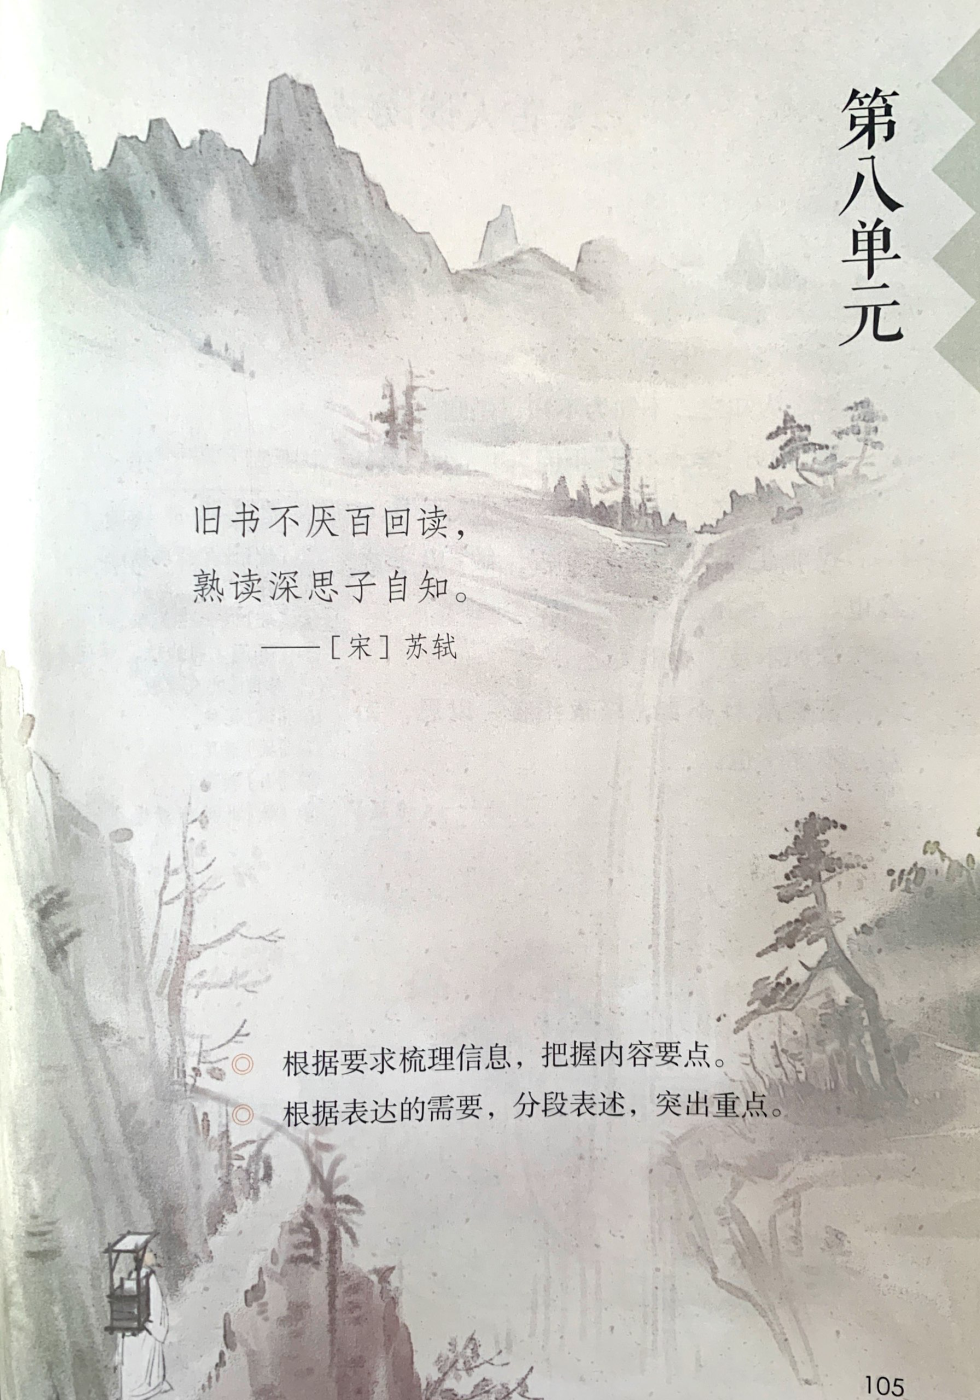 第八单元
旧书不厌百回读，
熟读深思子自知。
——［宋］苏轼
◎ 根据要求梳理信息，把握内容要点。
◎ 根据表达的需要，分段表述，突出重点。
105